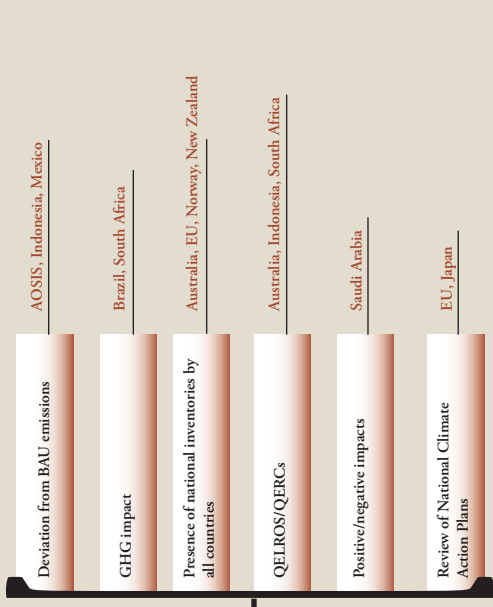 AOSIS, Indonesia, Mexico
Deviation from BAU emissions
Brazil, South Africa
GHG impact
Australia, EU, Norway, New Zealand
Presence of national inventories by
all countries
Australia, Indonesia, South Africa
QELROS/QERCs
Saudi Arabia
Positive/negative impacts
EU, Japan
Review of National Climate
Action Plans